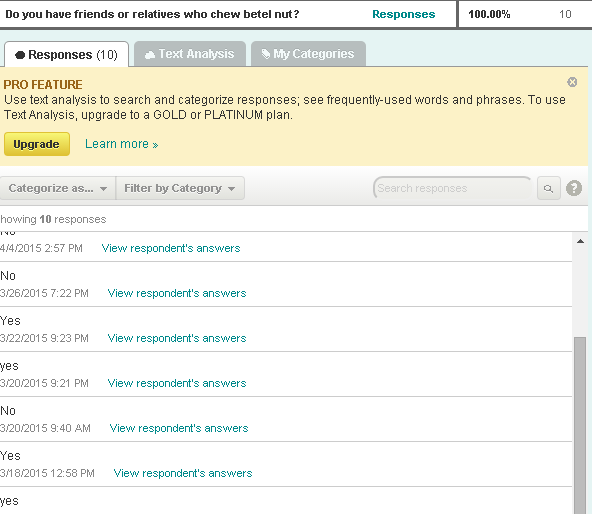 Do you have friends or relatives who chew betel nut? Responses 100.00% 10
Responses (10) Text Analysis My Categories
PRO FEATURE
Use text analysis to search and categorize responses; see frequently-used words and phrases. To use
Text Analysis, upgrade to a GOLD or PLATINUM plan.
Upgrade Learn more »
Categorize as... Filter by Category Search responses ?
howing 10 responses
No
4/4/2015 2:57 PM View respondent's answers
No
3/26/2015 7:22 PM View respondent's answers
Yes
3/22/2015 9:23 PM View respondent's answers
yes
3/20/2015 9:21 PM View respondent's answers
No
3/20/2015 9:40 AM View respondent's answers
Yes
3/18/2015 12:58 PM View respondent's answers
yes